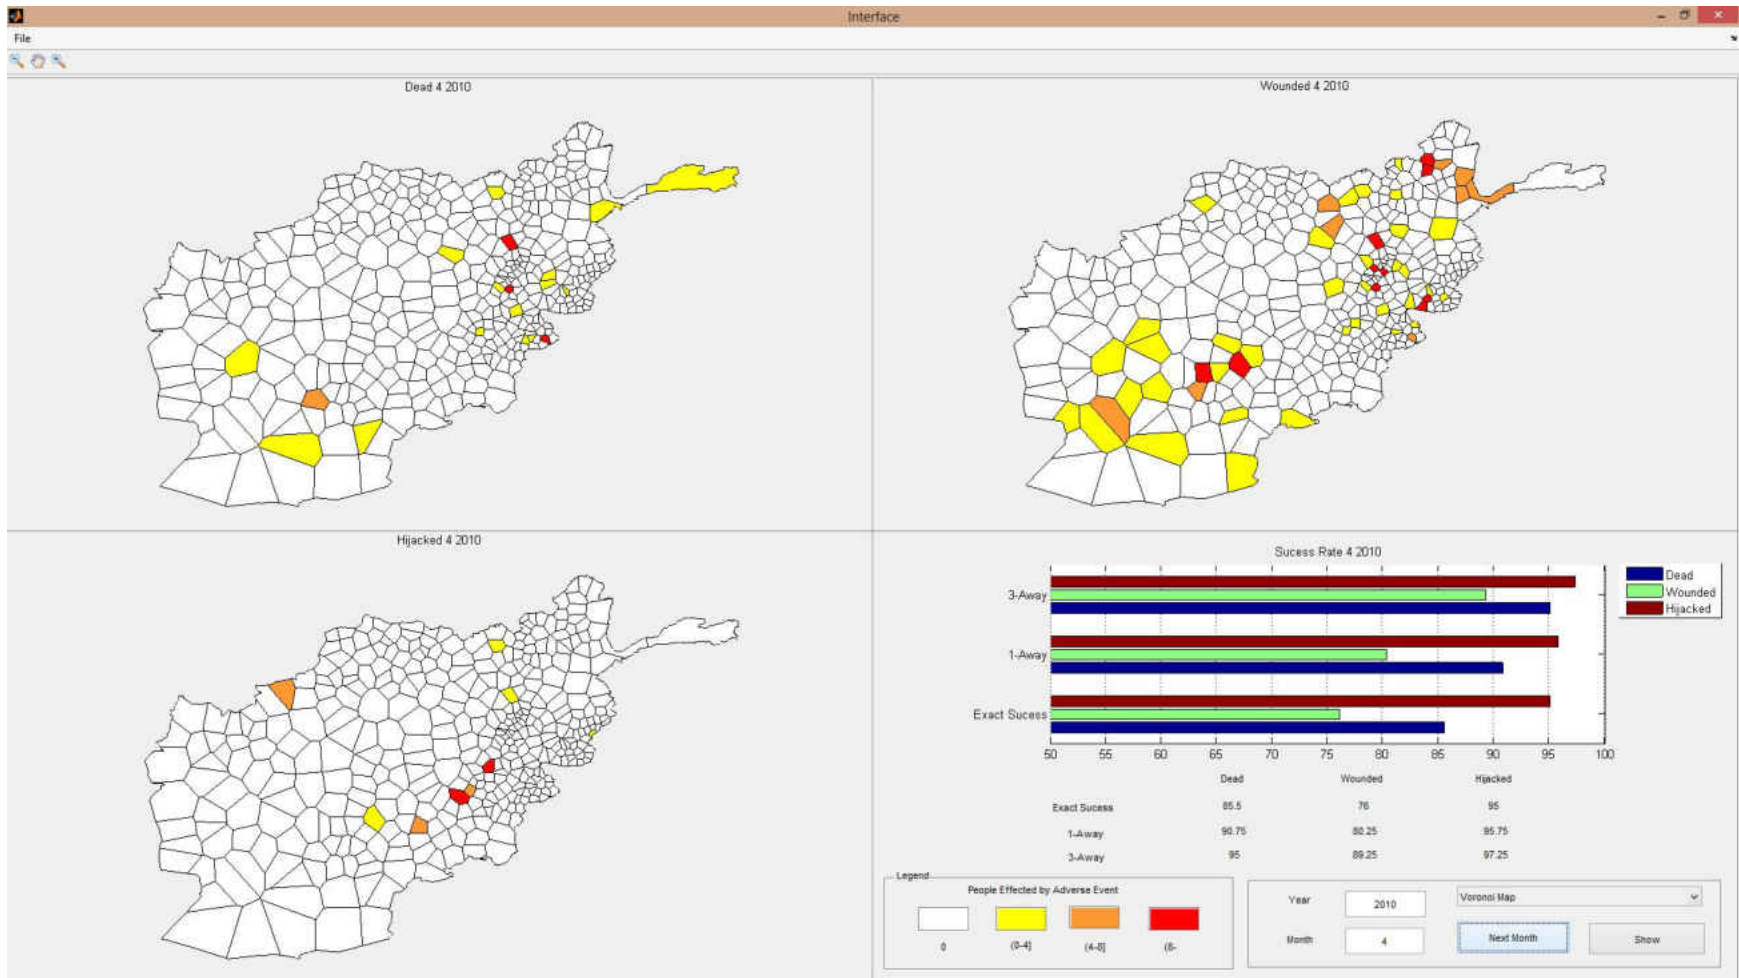 Interface
File
Dead 4 2010
Wounded 4 2010
Hijacked 4 2010
Sucess Rate 4 2010
Dead
Wounded
Hijacked
3-Away
1-Away
Exact Sucess
50 55 60 65 70 75 80 85 90 95 100
Dead Wounded Hijacked
Exact Sucess 85.5 76 95
1-Away 90.75 80.25 95.75
3-Away 95 89.25 97.25
Legend
People Effected by Adverse Event
0 (0-4] (4-8] (8-
Year 2010 Voronoi Map
Month 4 Next Month Show